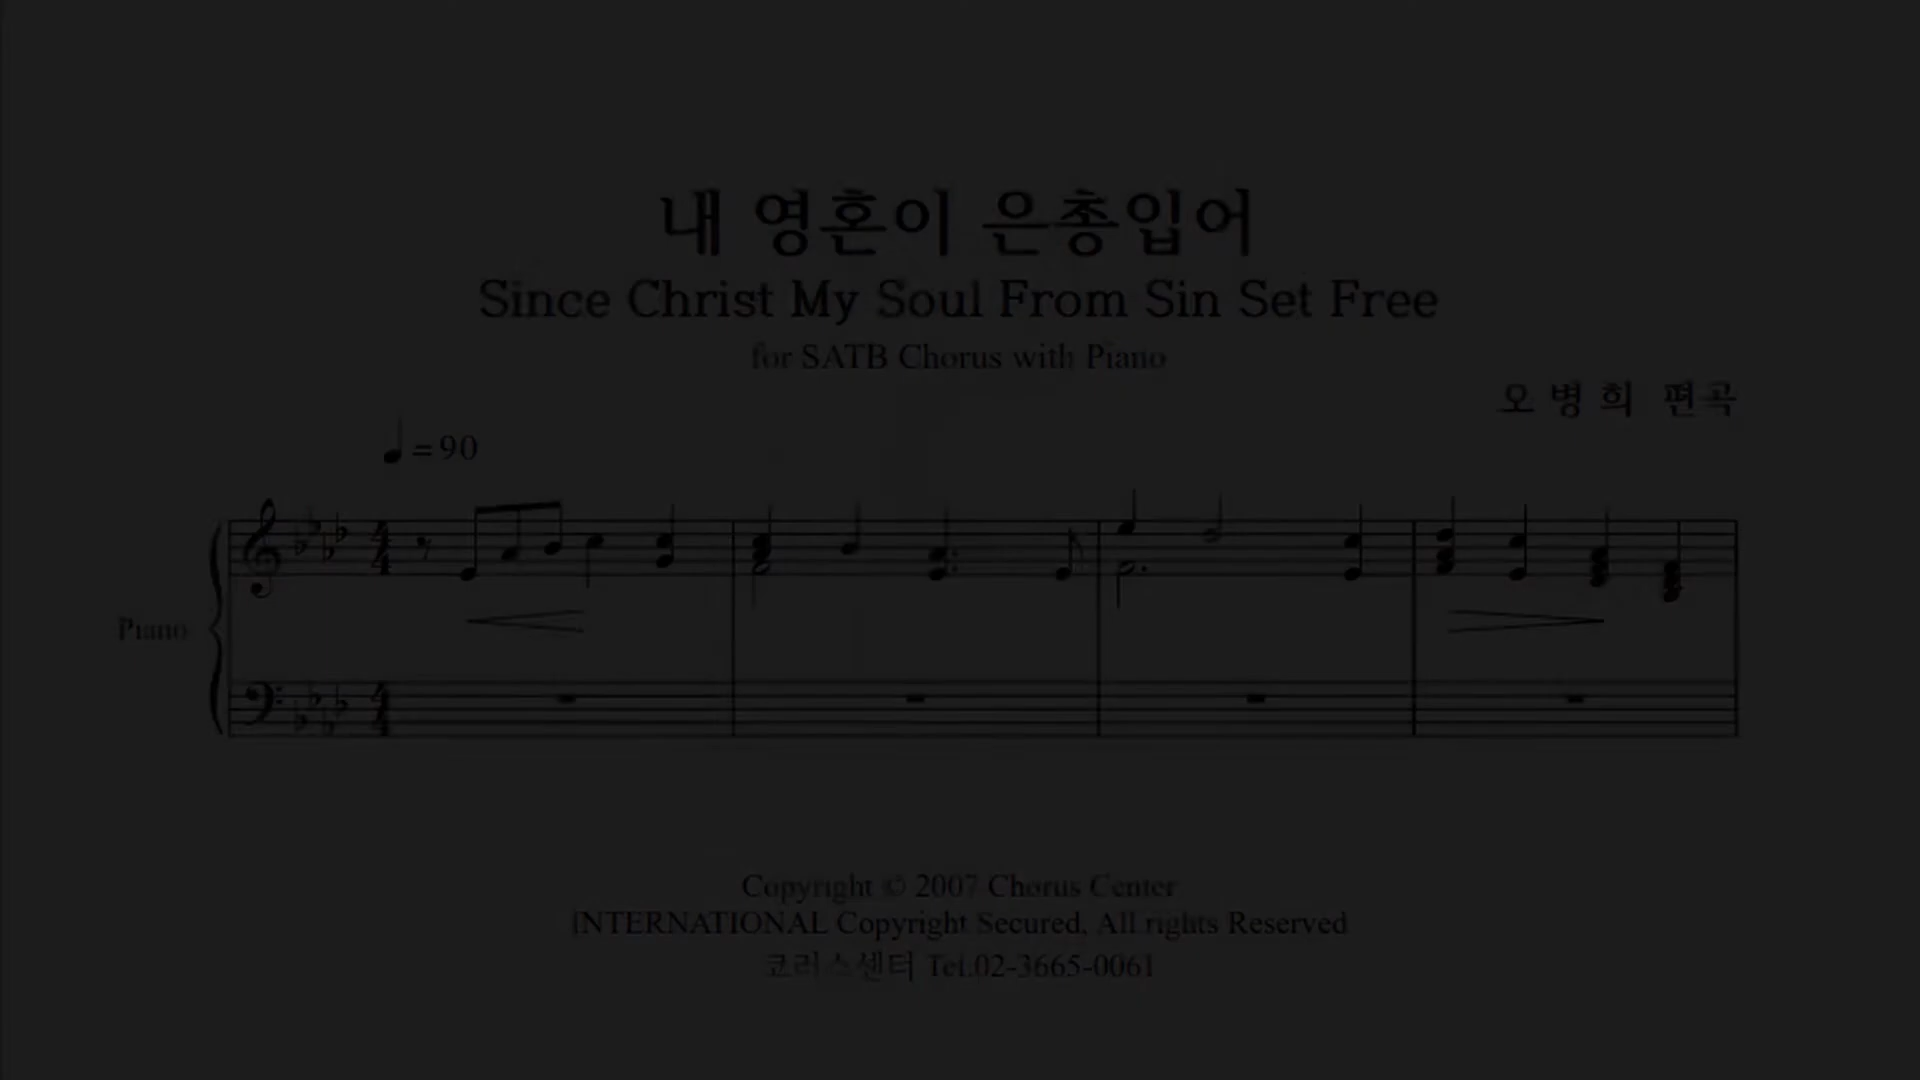 내 영혼이 은총입어
Since Christ My Soul From Sin Set Free
for SATB Chorus with Piano
오 병 희 편곡
= 90
Piano
Copyright © 2007 Chorus Center
INTERNATIONAL Copyright Secured, All rights Reserved
코러스센터 Tel.02-3665-0061